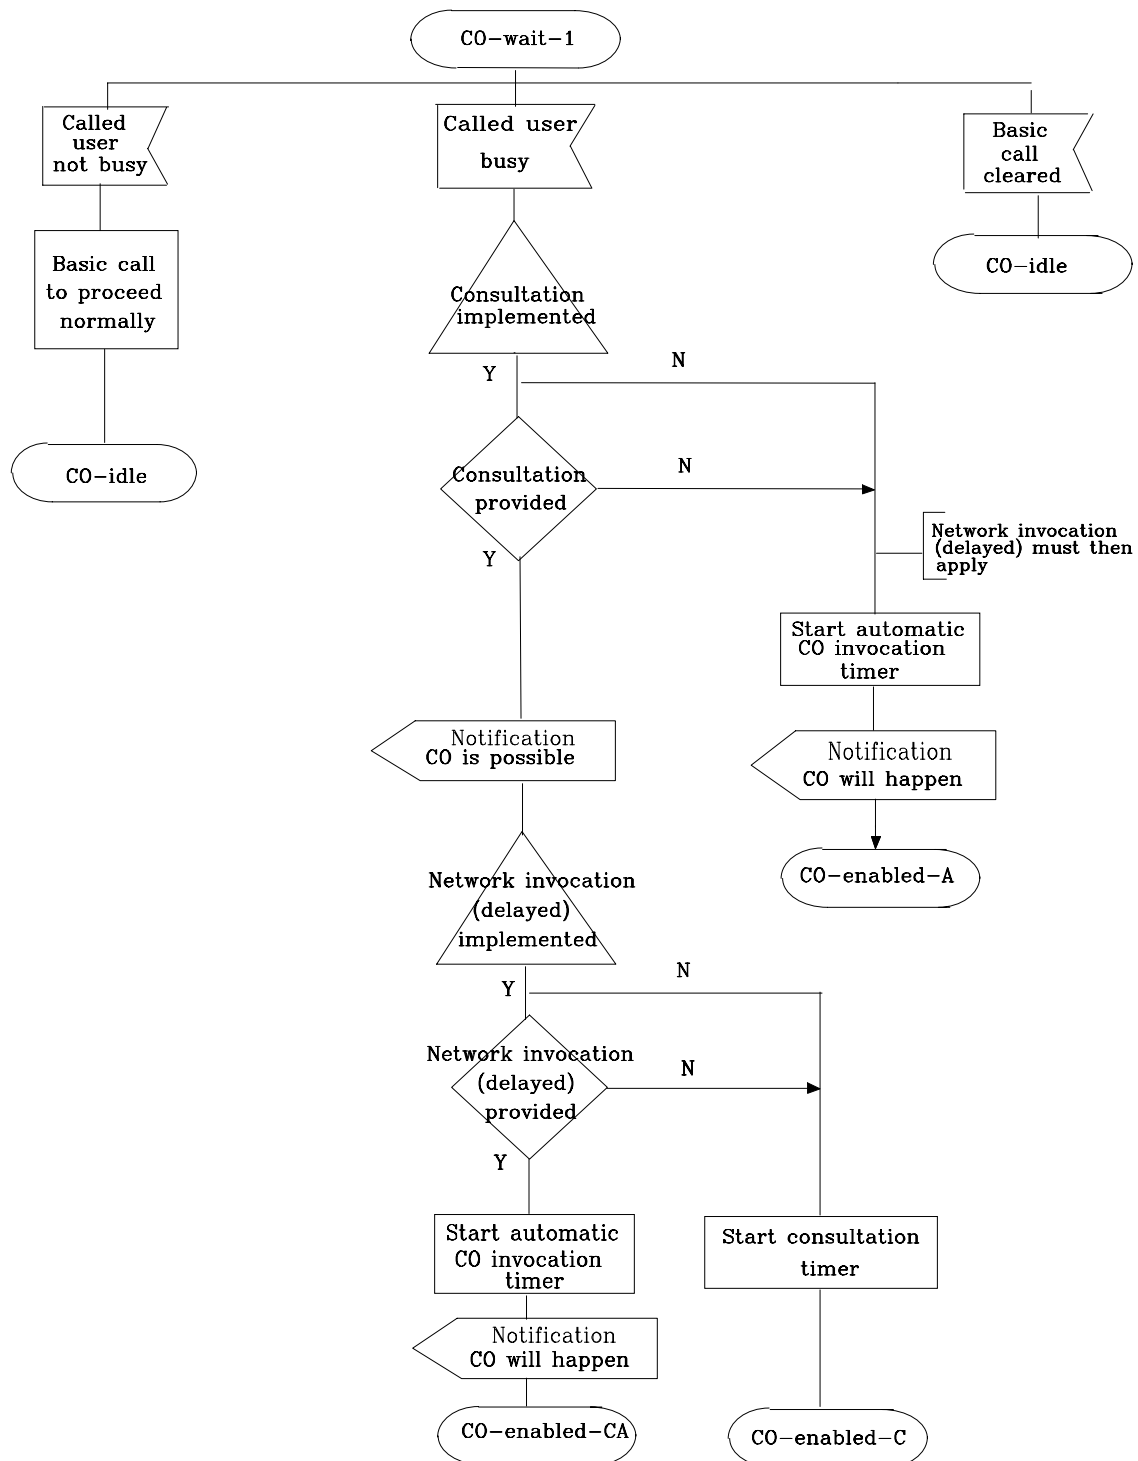 CO-wait-1
Called
user
not busy
Called user
busy
Basic
call
cleared
Basic call
to proceed
normally
CO-idle
CO-idle
Consultation
implemented
Y
N
Consultation
provided
N
Y
Network invocation
(delayed) must then
apply
Start automatic
CO invocation
timer
Notification
CO is possible
Notification
CO will happen
CO-enabled-A
Network invocation
(delayed)
implemented
Y
N
Network invocation
(delayed)
provided
N
Y
Start automatic
CO invocation
timer
Start consultation
timer
Notification
CO will happen
CO-enabled-CA
CO-enabled-C